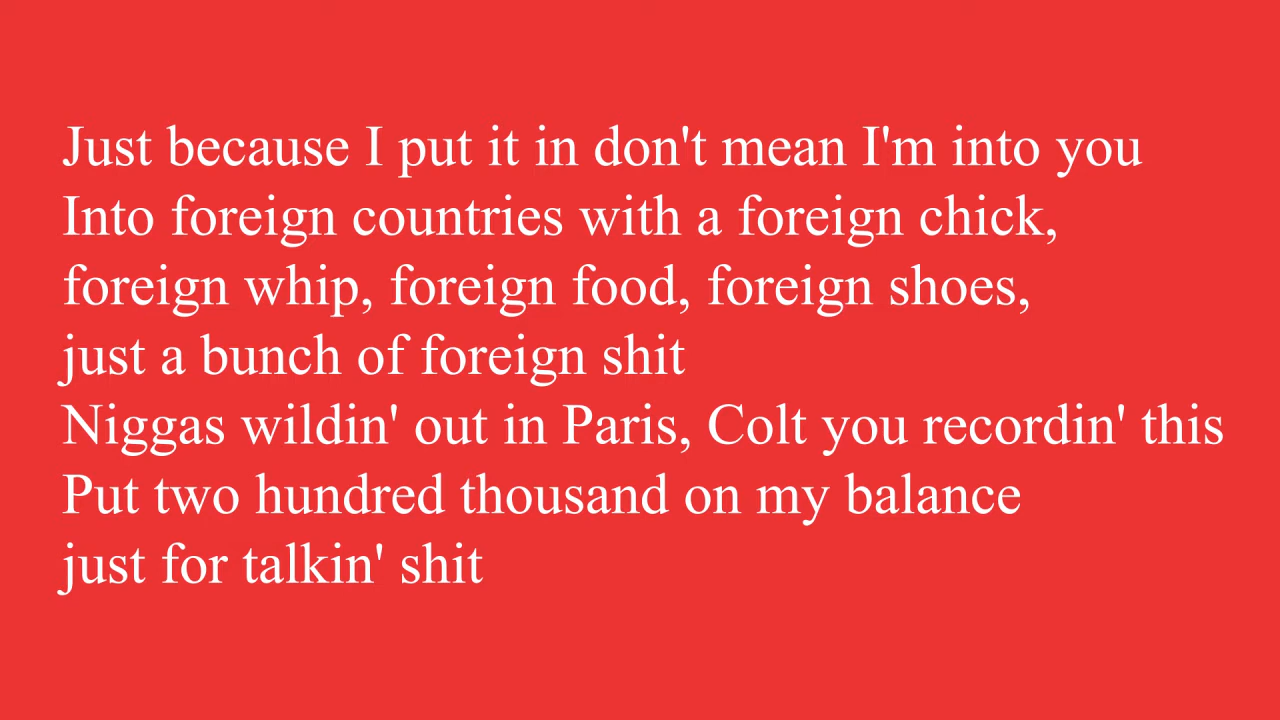 Just because I put it in don't mean I'm into you
Into foreign countries with a foreign chick,
foreign whip, foreign food, foreign shoes,
just a bunch of foreign shit
Niggas wildin' out in Paris, Colt you recordin' this
Put two hundred thousand on my balance
just for talkin' shit